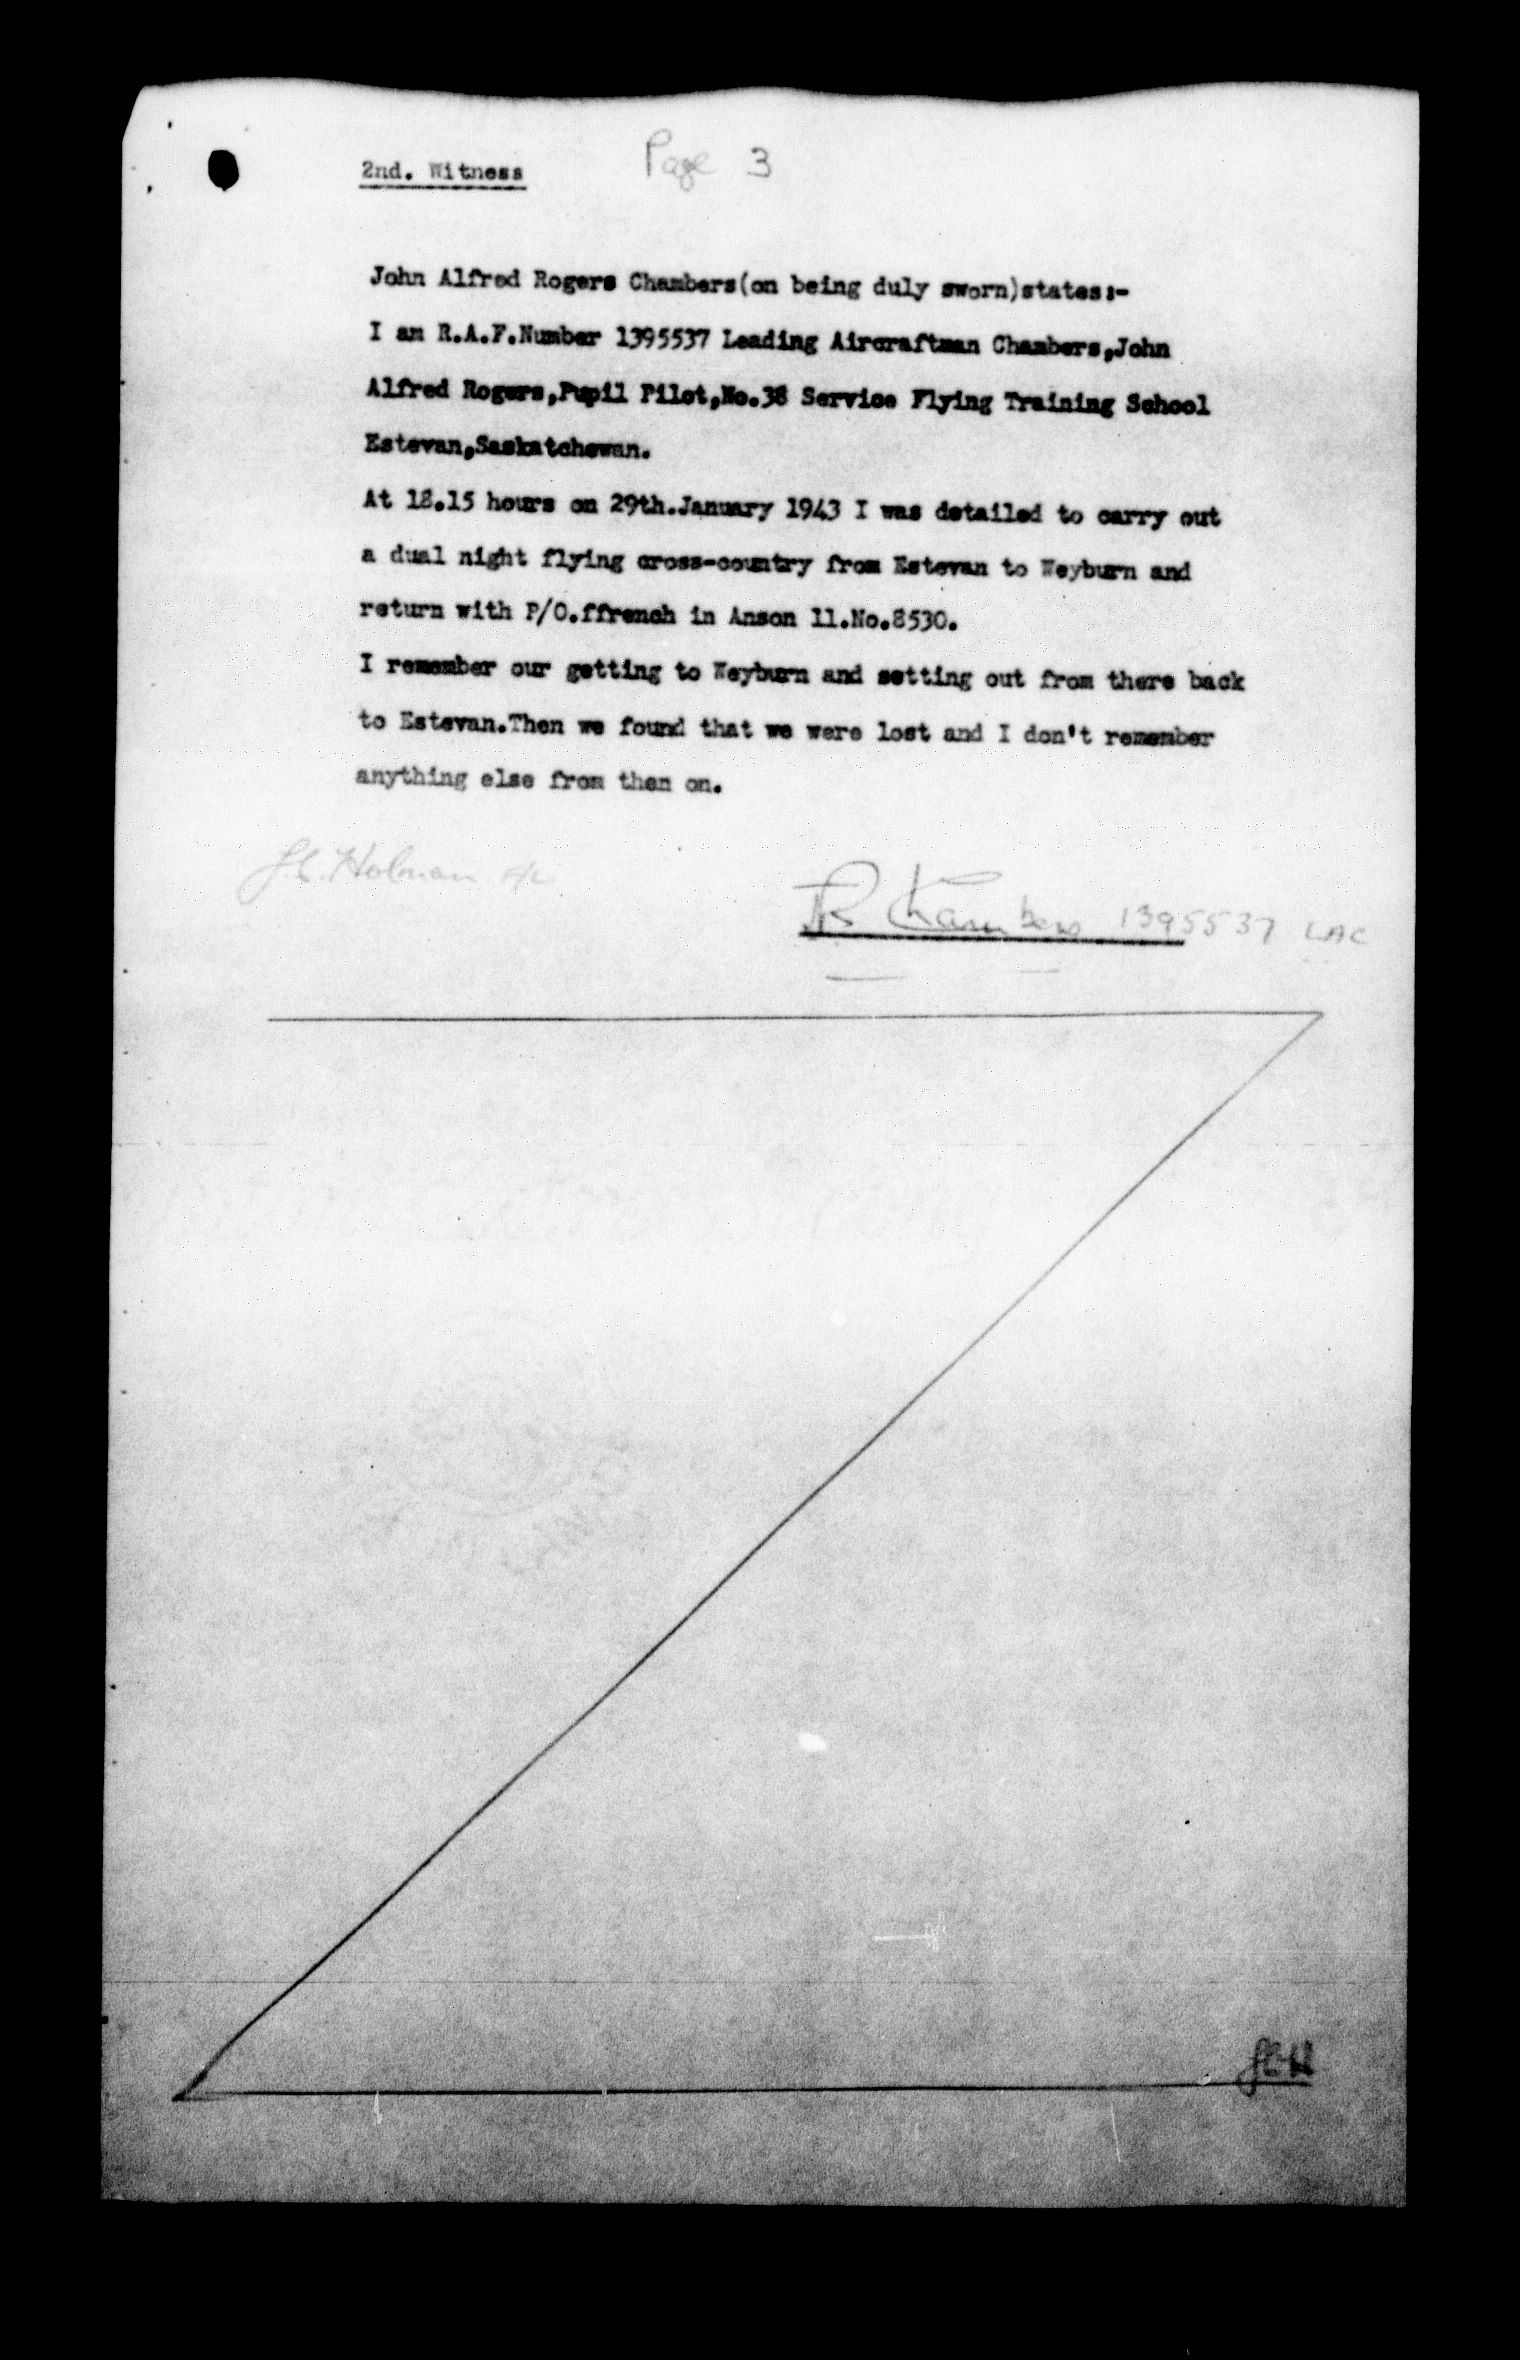 2nd. Witness
Page 3
John Alfred Rogers Chambers(on being duly sworn)states:-
I am R.A.F.Number 1395537 Leading Aircraftman Chambers,John
Alfred Rogers,Pupil Pilot,No.38 Service Flying Training School
Estevan,Saskatchewan.
At 18.15 hours on 29th.January 1943 I was detailed to carry out
a dual night flying cross-country from Estevan to Weyburn and
return with P/O.ffrench in Anson 11.No.8530.
I remember our getting to Weyburn and setting out from there back
to Estevan.Then we found that we were lost and I don't remember
anything else from then on.
Holman F/L
Chambers 1395537 LAC